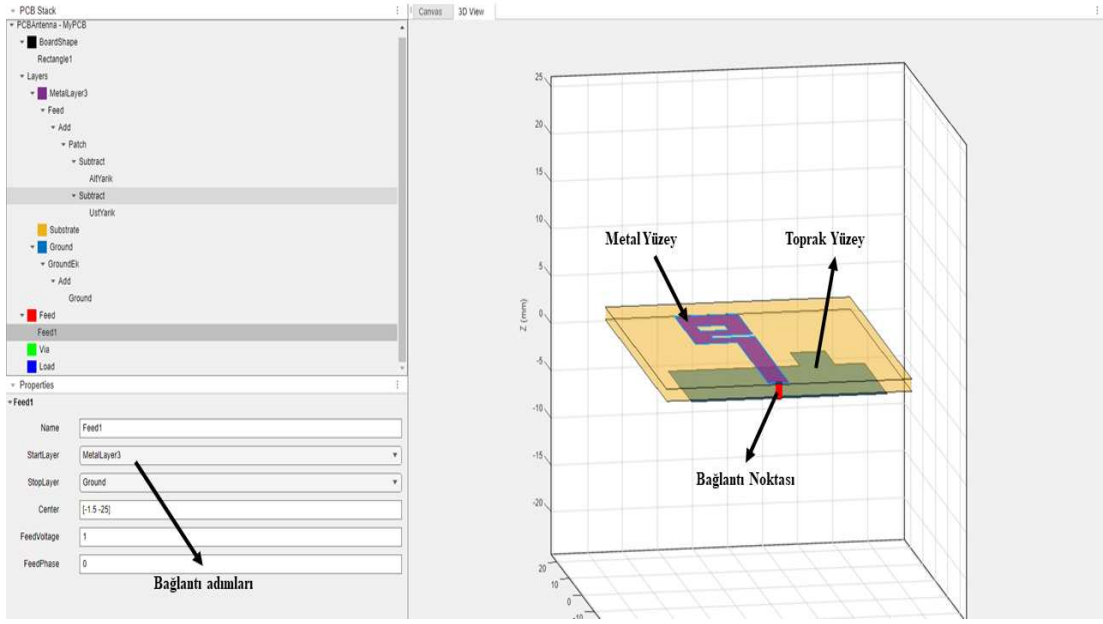 PCB Stack
PCBAntenna - MyPCB
BoardShape
Rectangle1
Layers
MetalLayer3
Feed
Add
Patch
Subtract
AltYarik
Subtract
UstYarik
Substrate
Ground
GroundEk
Add
Ground
Feed
Feed1
Via
Load
Properties
Feed1
Name Feed1
StartLayer MetalLayer3
StopLayer Ground
Center [-1.5 -25]
FeedVoltage 1
FeedPhase 0
Bağlantı adımları
Canvas 3D View
25
20
15
10
5
0
-5
-10
-15
-20
Z (mm)
Metal Yüzey
Toprak Yüzey
Bağlantı Noktası
20
10
0